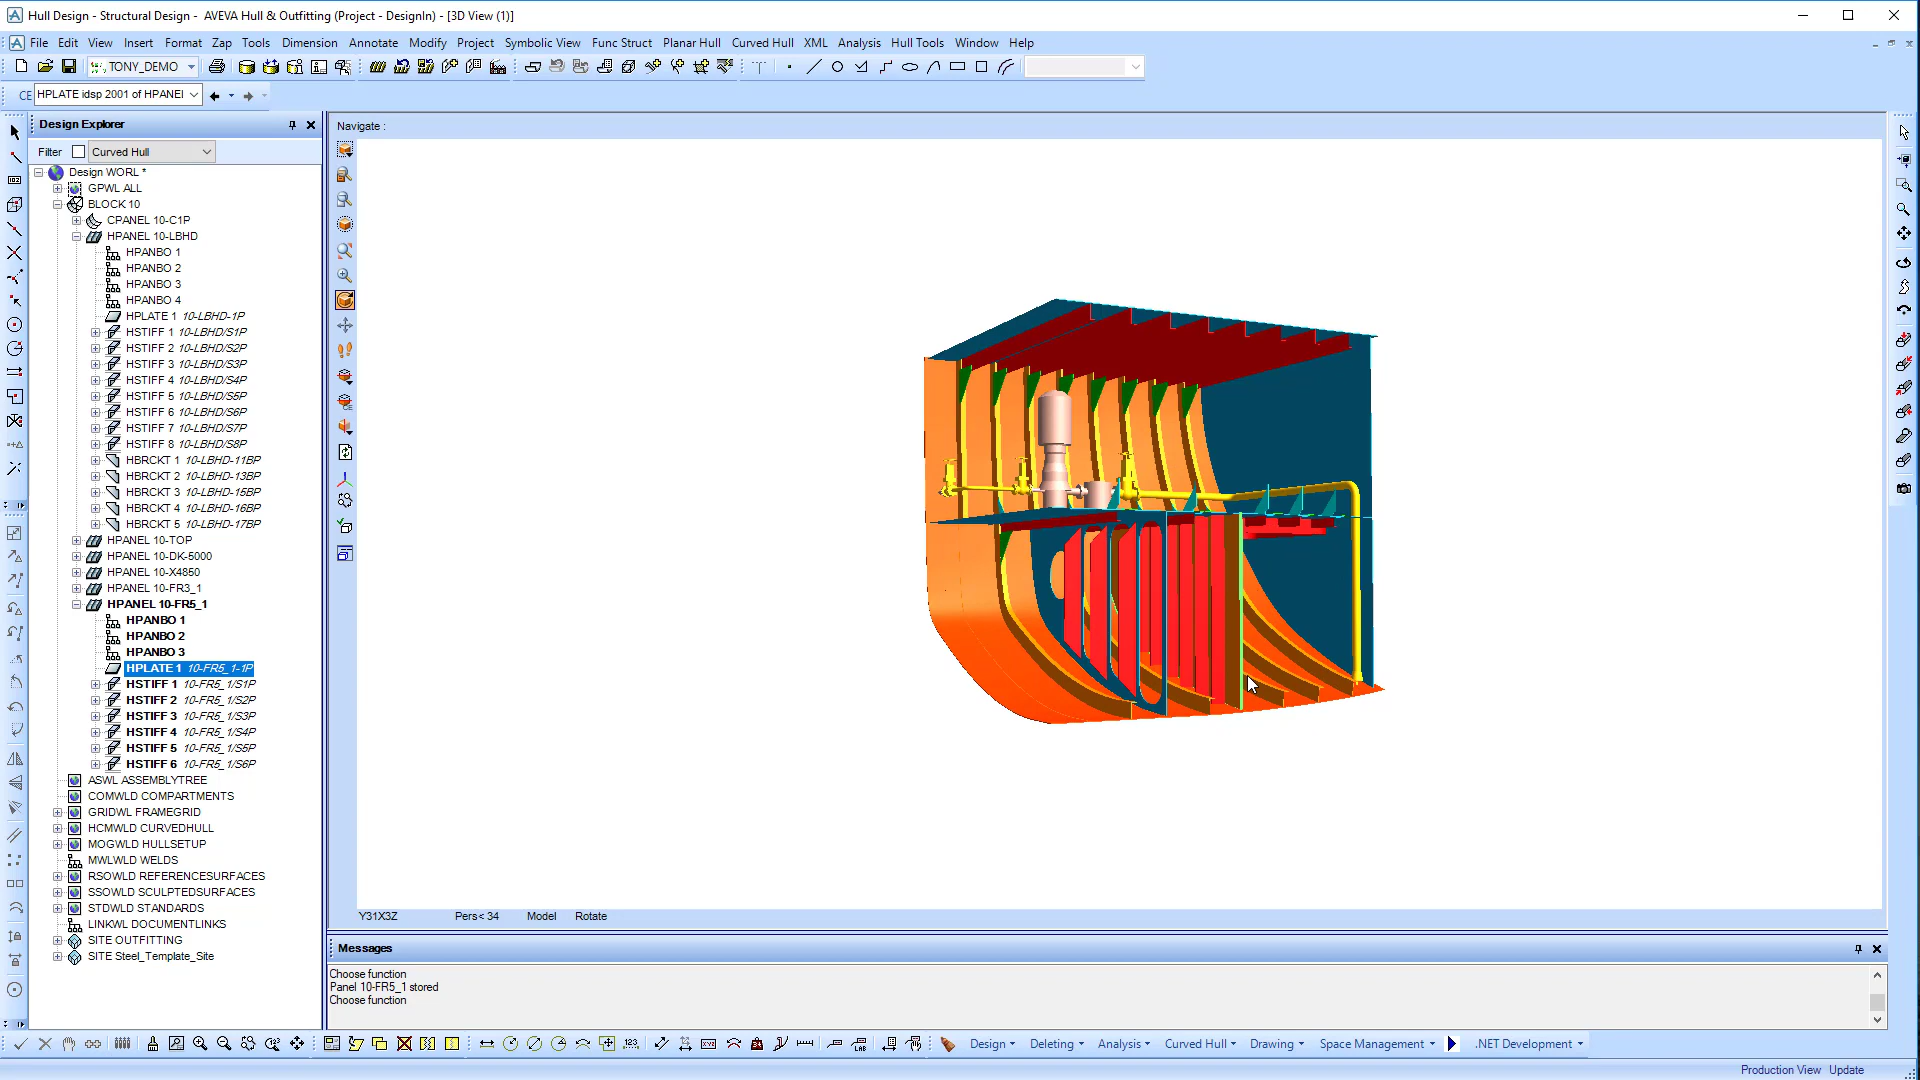 Hull Design - Structural Design - AVEVA Hull & Outfitting (Project - DesignIn) - [3D View (1)]
File Edit View Insert Format Zap Tools Dimension Annotate Modify Project Symbolic View Func Struct Planar Hull Curved Hull XML Analysis Hull Tools Window Help
TONY_DEMO
CE HPLATE idsp 2001 of HPANEI
Design Explorer
Navigate :
Filter Curved Hull
Design WORL *
GPWL ALL
BLOCK 10
CPANEL 10-C1P
HPANEL 10-LBHD
HPANBO 1
HPANBO 2
HPANBO 3
HPANBO 4
HPLATE 1 10-LBHD-1P
HSTIFF 1 10-LBHD/S1P
HSTIFF 2 10-LBHD/S2P
HSTIFF 3 10-LBHD/S3P
HSTIFF 4 10-LBHD/S4P
HSTIFF 5 10-LBHD/S5P
HSTIFF 6 10-LBHD/S6P
HSTIFF 7 10-LBHD/S7P
HSTIFF 8 10-LBHD/S8P
HBRCKT 1 10-LBHD-11BP
HBRCKT 2 10-LBHD-13BP
HBRCKT 3 10-LBHD-15BP
HBRCKT 4 10-LBHD-16BP
HBRCKT 5 10-LBHD-17BP
HPANEL 10-TOP
HPANEL 10-DK-5000
HPANEL 10-X4850
HPANEL 10-FR3_1
HPANEL 10-FR5_1
HPANBO 1
HPANBO 2
HPANBO 3
HPLATE 1 10-FR5_1-1P
HSTIFF 1 10-FR5_1/S1P
HSTIFF 2 10-FR5_1/S2P
HSTIFF 3 10-FR5_1/S3P
HSTIFF 4 10-FR5_1/S4P
HSTIFF 5 10-FR5_1/S5P
HSTIFF 6 10-FR5_1/S6P
ASWL ASSEMBLYTREE
COMWLD COMPARTMENTS
GRIDWL FRAMEGRID
HCMWLD CURVEDHULL
MOGWLD HULLSETUP
MWLWLD WELDS
RSOWLD REFERENCESURFACES
SSOWLD SCULPTEDSURFACES
STDWLD STANDARDS
LINKWL DOCUMENTLINKS
SITE OUTFITTING
SITE Steel_Template_Site
Y31X3Z Pers< 34 Model Rotate
Messages
Choose function
Panel 10-FR5_1 stored
Choose function
Design Deleting Analysis Curved Hull Drawing Space Management .NET Development
Production View Update